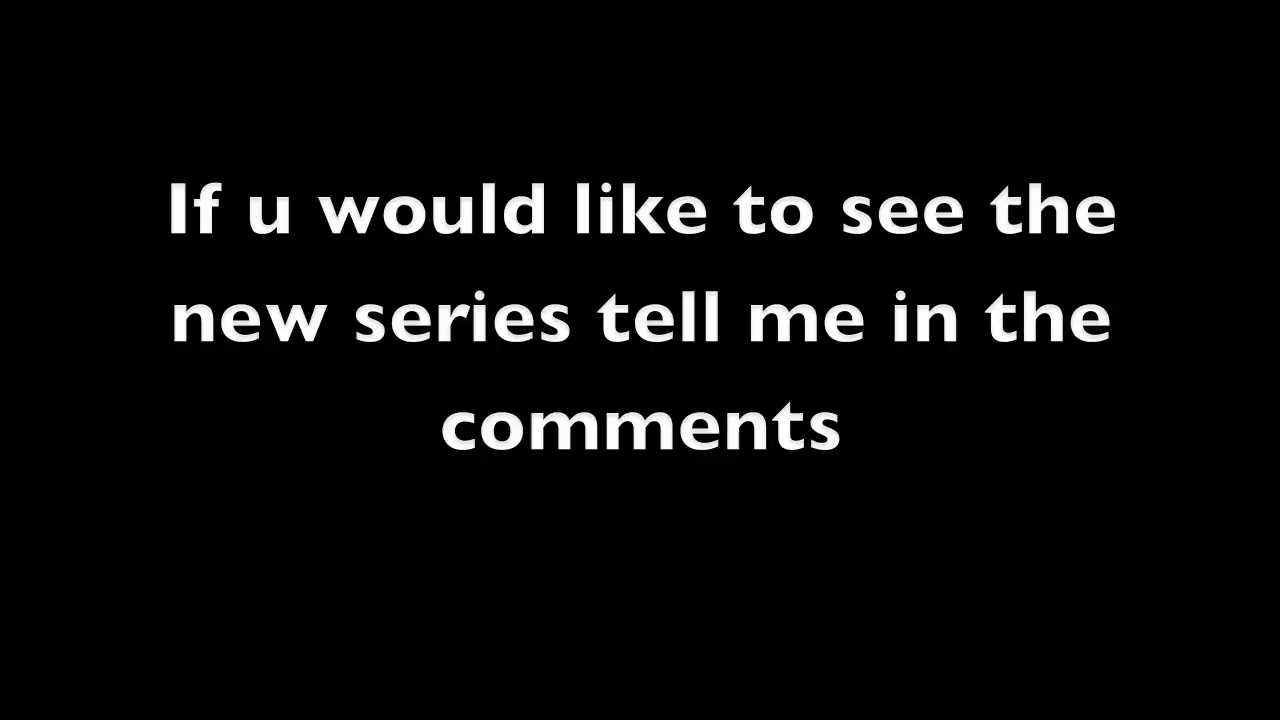 If u would like to see the
new series tell me in the
comments